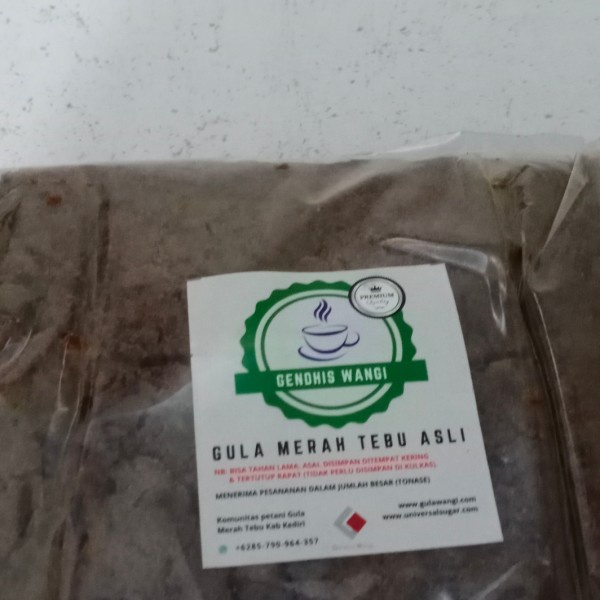 PREMIUM
Quality
GENDHIS WANGI
GULA MERAH TEBU ASLI
NB: BISA TAHAN LAMA, ASAL DISIMPAN DITEMPAT KERING
& TERTUTUP RAPAT (TIDAK PERLU DISIMPAN DI KULKAS)
MENERIMA PESANANAN DALAM JUMLAH BESAR (TONASE)
Komunitas petani Gula
Merah Tebu Kab Kediri
+6285-790-964-357
www.gulawangi.com
www.universalsugar.com